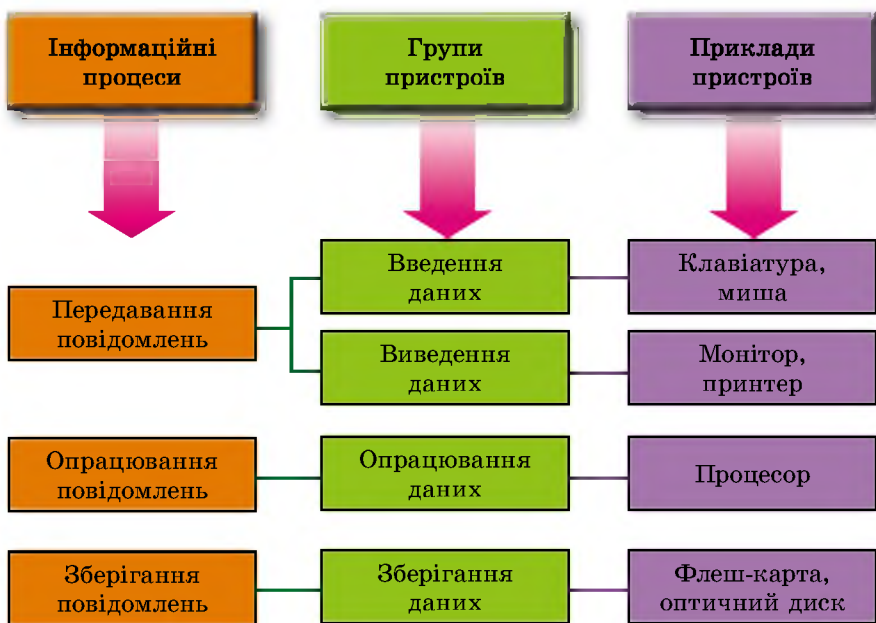 Інформаційні
процеси
Групи
пристроїв
Приклади
пристроїв
Передавання
повідомлень
Введення
даних
Клавіатура,
миша
Виведення
даних
Монітор,
принтер
Опрацювання
повідомлень
Опрацювання
даних
Процесор
Зберігання
повідомлень
Зберігання
даних
Флеш-карта,
оптичний диск